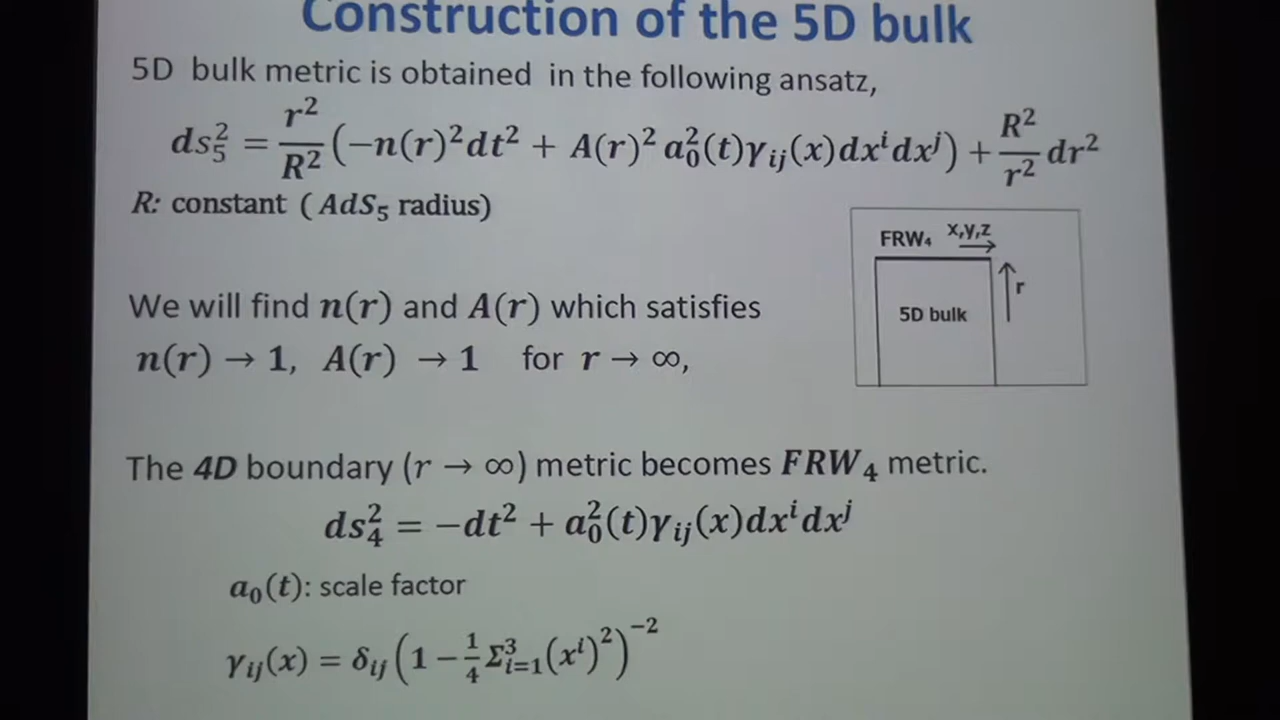 Construction of the 5D bulk
5D bulk metric is obtained in the following ansatz,
ds₅² = r²/R² (−n(r)²dt² + A(r)² a₀²(t)γᵢⱼ(x)dxⁱdxʲ) + R²/r² dr²
R: constant ( AdS₅ radius)
FRW₄ x,y,z
r
5D bulk
We will find n(r) and A(r) which satisfies
n(r) → 1, A(r) → 1 for r → ∞,
The 4D boundary (r → ∞) metric becomes FRW₄ metric.
ds₄² = −dt² + a₀²(t)γᵢⱼ(x)dxⁱdxʲ
a₀(t): scale factor
γᵢⱼ(x) = δᵢⱼ (1 − ¼ Σ³ᵢ₌₁(xⁱ)²)⁻²